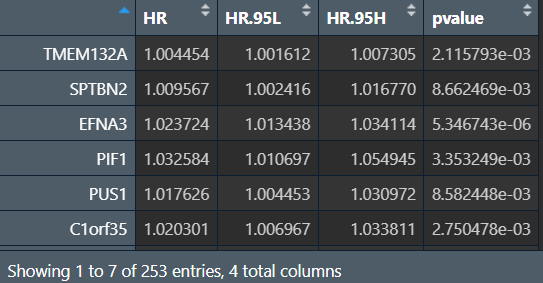 HR HR.95L HR.95H pvalue
TMEM132A 1.004454 1.001612 1.007305 2.115793e-03
SPTBN2 1.009567 1.002416 1.016770 8.662469e-03
EFNA3 1.023724 1.013438 1.034114 5.346743e-06
PIF1 1.032584 1.010697 1.054945 3.353249e-03
PUS1 1.017626 1.004453 1.030972 8.582448e-03
C1orf35 1.020301 1.006967 1.033811 2.750478e-03
Showing 1 to 7 of 253 entries, 4 total columns